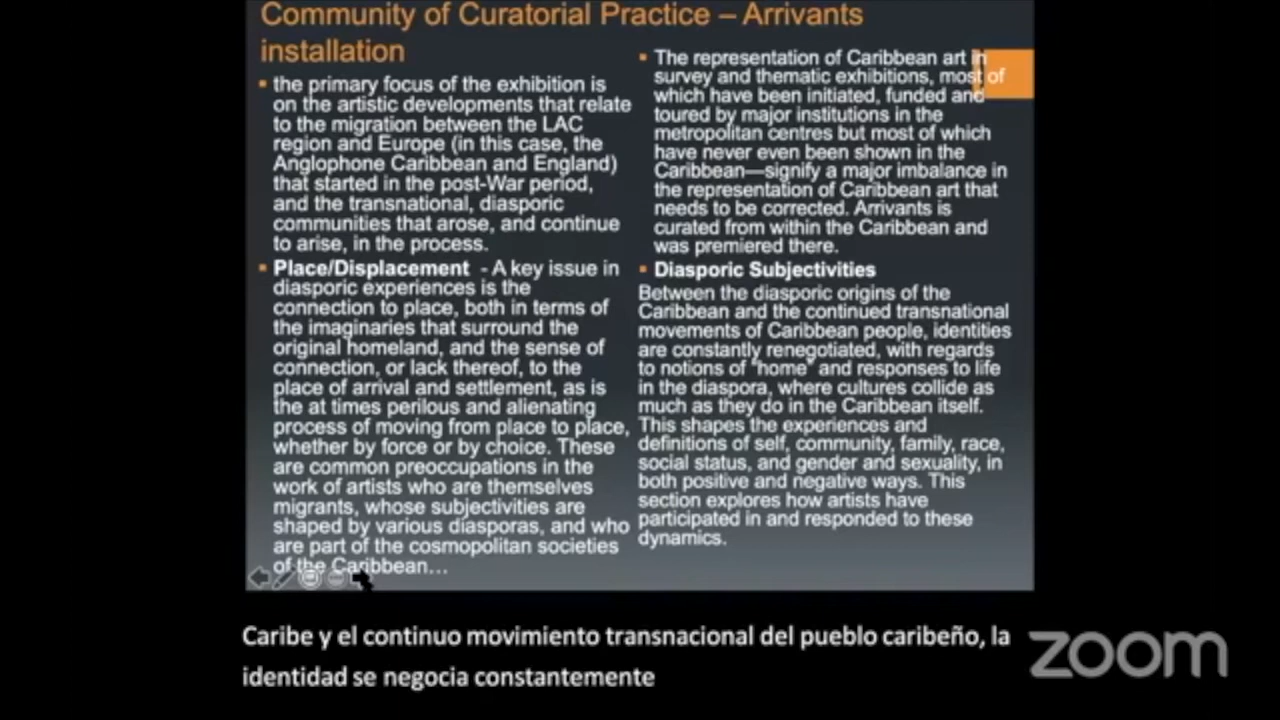 Community of Curatorial Practice – Arrivants
installation
▪ the primary focus of the exhibition is
on the artistic developments that relate
to the migration between the LAC
region and Europe (in this case, the
Anglophone Caribbean and England)
that started in the post-War period,
and the transnational, diasporic
communities that arose, and continue
to arise, in the process.
▪ Place/Displacement - A key issue in
diasporic experiences is the
connection to place, both in terms of
the imaginaries that surround the
original homeland, and the sense of
connection, or lack thereof, to the
place of arrival and settlement, as is
the at times perilous and alienating
process of moving from place to place,
whether by force or by choice. These
are common preoccupations in the
work of artists who are themselves
migrants, whose subjectivities are
shaped by various diasporas, and who
are part of the cosmopolitan societies
of the Caribbean…
▪ The representation of Caribbean art in
survey and thematic exhibitions, most of
which have been initiated, funded and
toured by major institutions in the
metropolitan centres but most of which
have never even been shown in the
Caribbean—signify a major imbalance in
the representation of Caribbean art that
needs to be corrected. Arrivants is
curated from within the Caribbean and
was premiered there.
▪ Diasporic Subjectivities
Between the diasporic origins of the
Caribbean and the continued transnational
movements of Caribbean people, identities
are constantly renegotiated, with regards
to notions of "home" and responses to life
in the diaspora, where cultures collide as
much as they do in the Caribbean itself.
This shapes the experiences and
definitions of self, community, family, race,
social status, and gender and sexuality, in
both positive and negative ways. This
section explores how artists have
participated in and responded to these
dynamics.
Caribe y el continuo movimiento transnacional del pueblo caribeño, la
identidad se negocia constantemente
zoom